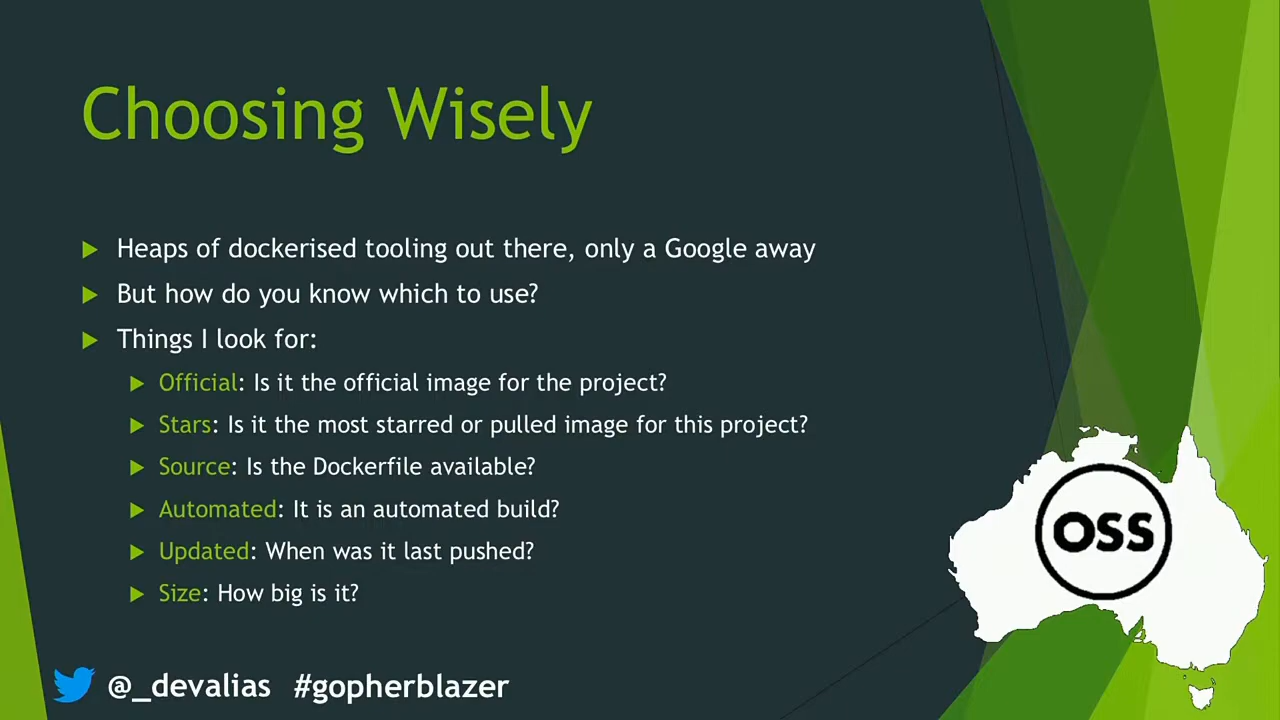 Choosing Wisely
Heaps of dockerised tooling out there, only a Google away
But how do you know which to use?
Things I look for:
Official: Is it the official image for the project?
Stars: Is it the most starred or pulled image for this project?
Source: Is the Dockerfile available?
Automated: It is an automated build?
Updated: When was it last pushed?
Size: How big is it?
OSS
@_devalias #gopherblazer